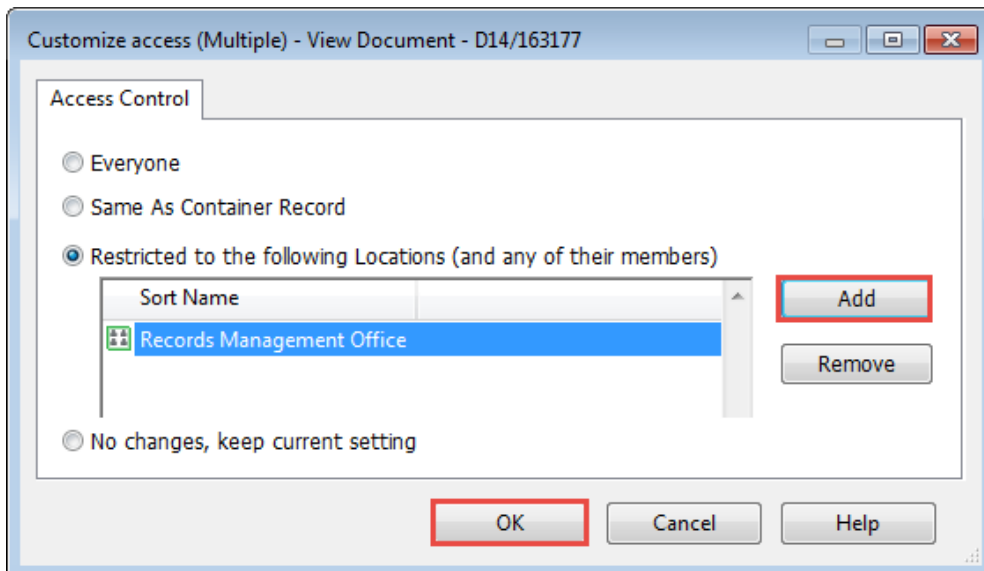 Customize access (Multiple) - View Document - D14/163177
Access Control
Everyone
Same As Container Record
Restricted to the following Locations (and any of their members)
Sort Name
Add
Records Management Office
Remove
No changes, keep current setting
OK Cancel Help